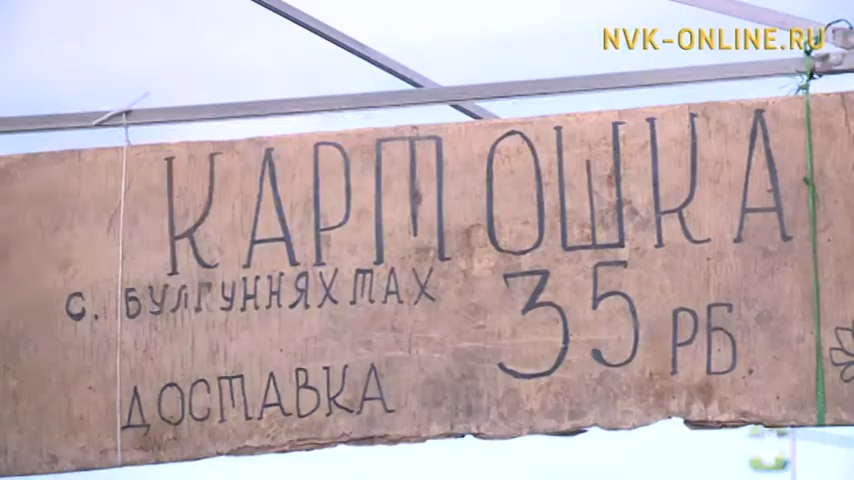 NVK-ONLINE.RU
КАРТОШКА
с. БУЛГУННЯХТАХ
35 РБ
ДОСТАВКА